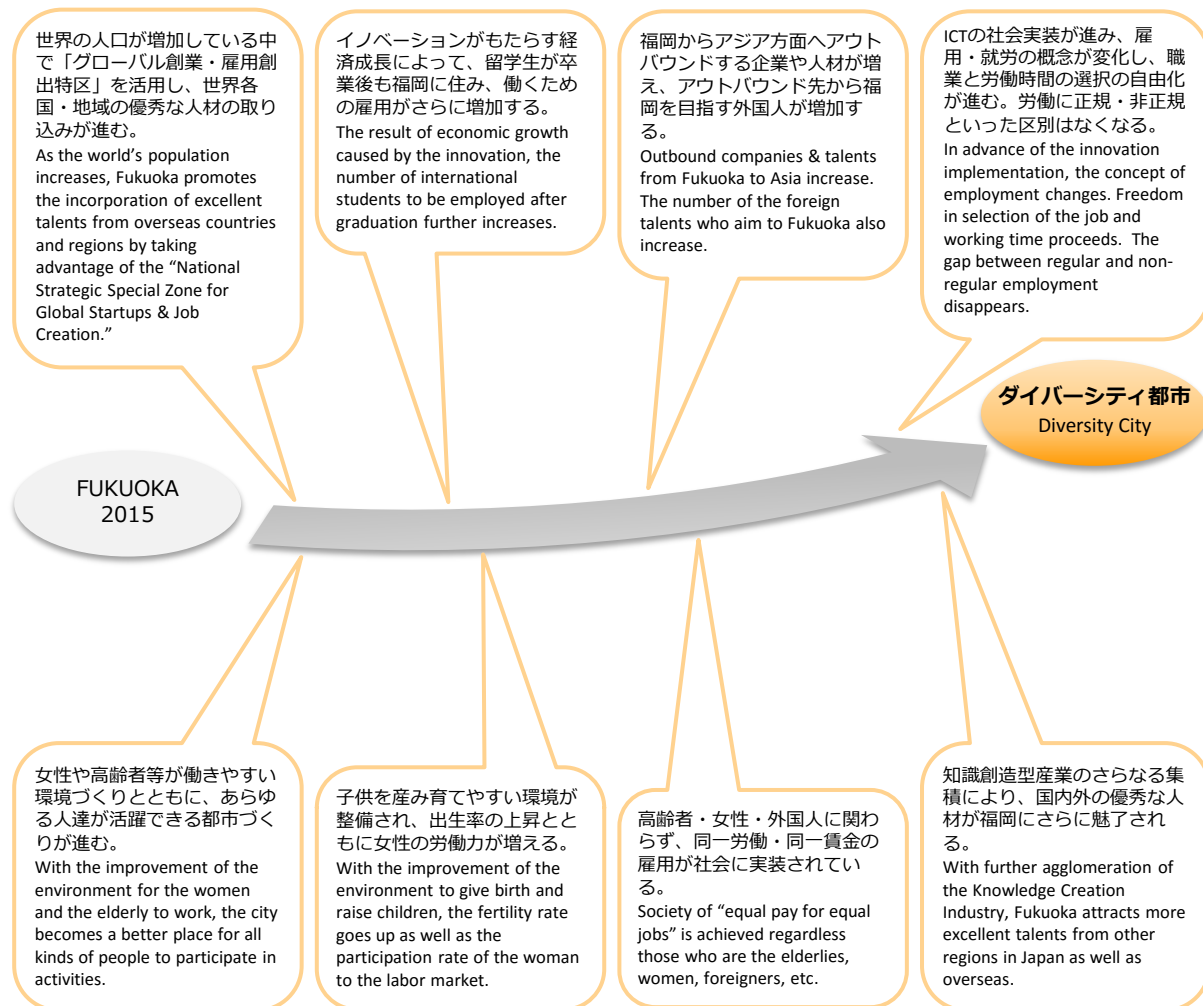 世界の人口が増加している中
で「グローバル創業・雇用創
出特区」を活用し、世界各
国・地域の優秀な人材の取り
込みが進む。
As the world’s population
increases, Fukuoka promotes
the incorporation of excellent
talents from overseas countries
and regions by taking
advantage of the “National
Strategic Special Zone for
Global Startups & Job
Creation.”
イノベーションがもたらす経
済成長によって、留学生が卒
業後も福岡に住み、働くため
の雇用がさらに増加する。
The result of economic growth
caused by the innovation, the
number of international
students to be employed after
graduation further increases.
福岡からアジア方面へアウト
バウンドする企業や人材が増
え、アウトバウンド先から福
岡を目指す外国人が増加す
る。
Outbound companies & talents
from Fukuoka to Asia increase.
The number of the foreign
talents who aim to Fukuoka also
increase.
ICTの社会実装が進み、雇
用・就労の概念が変化し、職
業と労働時間の選択の自由化
が進む。労働に正規・非正規
といった区別はなくなる。
In advance of the innovation
implementation, the concept of
employment changes. Freedom
in selection of the job and
working time proceeds.  The
gap between regular and non-
regular employment
disappears.
ダイバーシティ都市
Diversity City
FUKUOKA
2015
女性や高齢者等が働きやすい
環境づくりとともに、あらゆ
る人達が活躍できる都市づく
りが進む。
With the improvement of the
environment for the women
and the elderly to work, the city
becomes a better place for all
kinds of people to participate in
activities.
子供を産み育てやすい環境が
整備され、出生率の上昇とと
もに女性の労働力が増える。
With the improvement of the
environment to give birth and
raise children, the fertility rate
goes up as well as the
participation rate of the woman
to the labor market.
高齢者・女性・外国人に関わ
らず、同一労働・同一賃金の
雇用が社会に実装されてい
る。
Society of “equal pay for equal
jobs” is achieved regardless
those who are the elderlies,
women, foreigners, etc.
知識創造型産業のさらなる集
積により、国内外の優秀な人
材が福岡にさらに魅了され
る。
With further agglomeration of
the Knowledge Creation
Industry, Fukuoka attracts more
excellent talents from other
regions in Japan as well as
overseas.